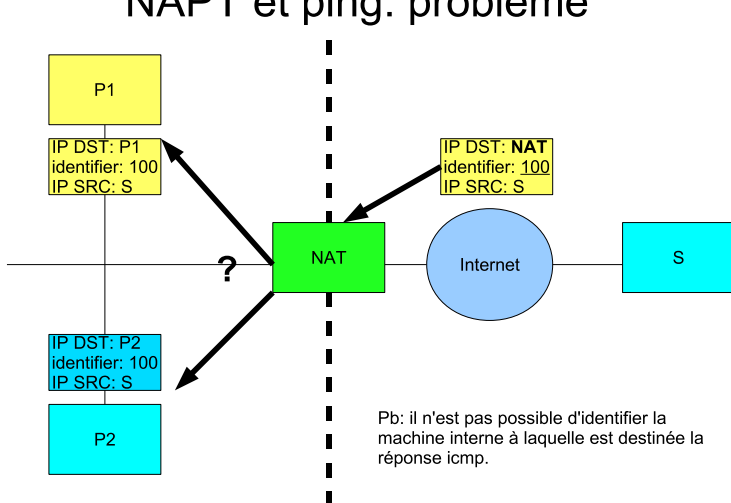 NAPT et ping: problème
P1
IP DST: P1
identifier: 100
IP SRC: S
IP DST: NAT
identifier: 100
IP SRC: S
?
NAT
Internet
S
IP DST: P2
identifier: 100
IP SRC: S
P2
Pb: il n'est pas possible d'identifier la
machine interne à laquelle est destinée la
réponse icmp.